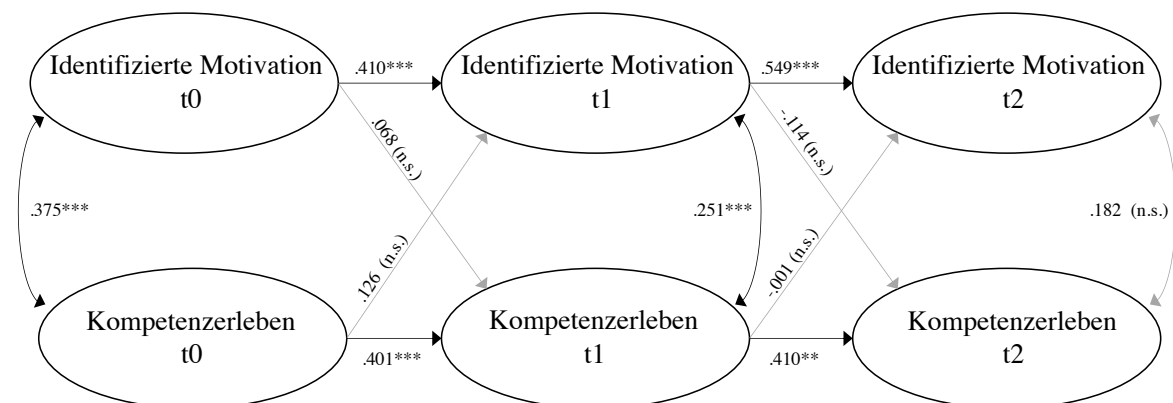 Identifizierte Motivation
t0
.410***
Identifizierte Motivation
t1
.549***
Identifizierte Motivation
t2
.068 (n.s.)
-.114 (n.s.)
.375***
.251***
.182 (n.s.)
.126 (n.s.)
-.001 (n.s.)
Kompetenzerleben
t0
.401***
Kompetenzerleben
t1
.410**
Kompetenzerleben
t2